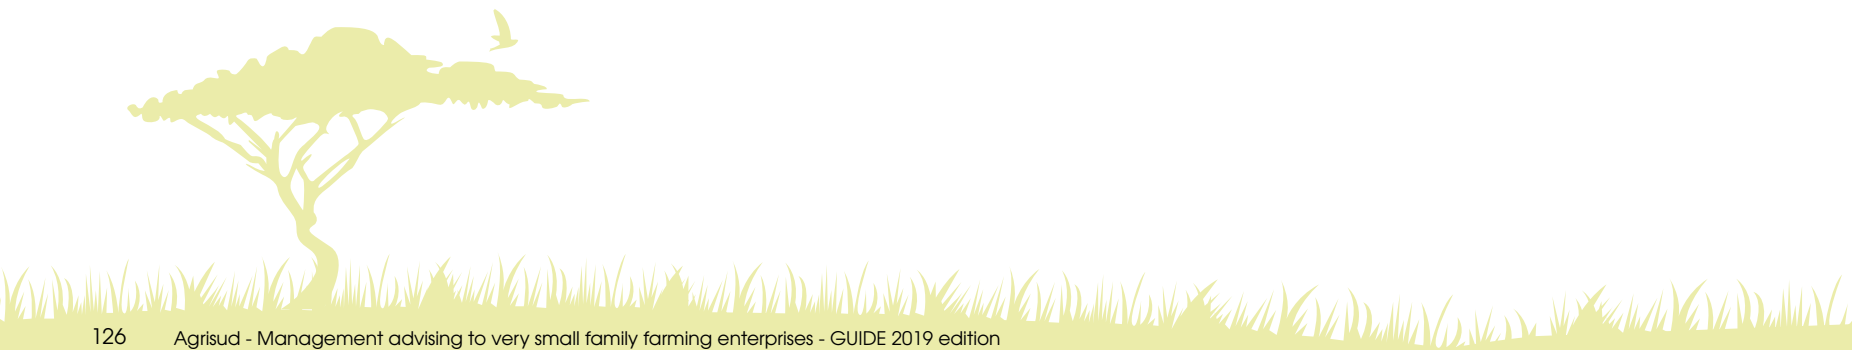 126 Agrisud - Management advising to very small family farming enterprises - GUIDE 2019 edition